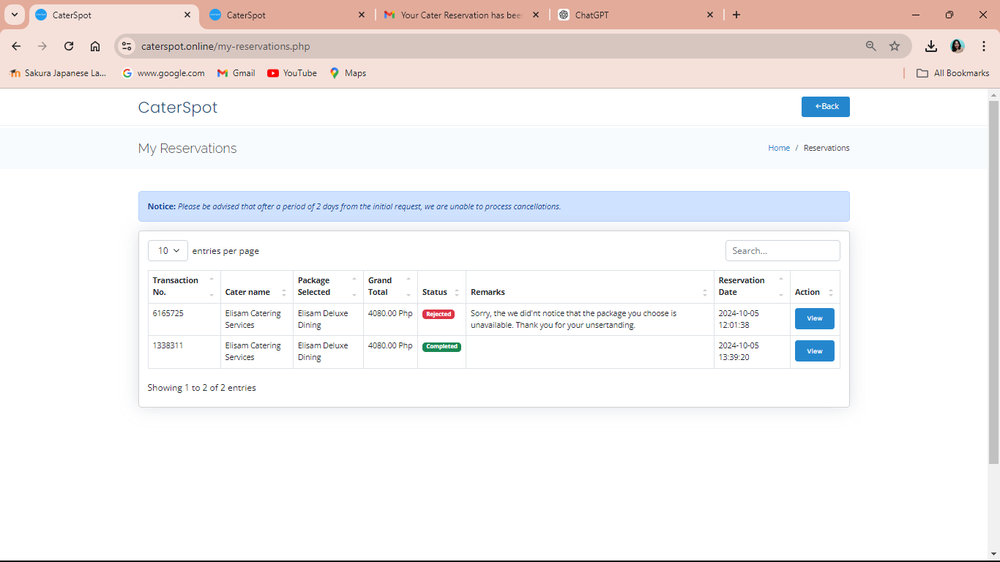 CaterSpot
CaterSpot
Your Cater Reservation has bee
ChatGPT
caterspot.online/my-reservations.php
Sakura Japanese La...
www.google.com
Gmail
YouTube
Maps
All Bookmarks
CaterSpot
Back
My Reservations
Home / Reservations
Notice: Please be advised that after a period of 2 days from the initial request, we are unable to process cancellations.
10 entries per page
Search...
Transaction No.
Cater name
Package Selected
Grand Total
Status
Remarks
Reservation Date
Action
6165725
Elisam Catering Services
Elisam Deluxe Dining
4080.00 Php
Rejected
Sorry, the we did'nt notice that the package you choose is
unavailable. Thank you for your unsertanding.
2024-10-05
12:01:38
View
1338311
Elisam Catering Services
Elisam Deluxe Dining
4080.00 Php
Completed
2024-10-05
13:39:20
View
Showing 1 to 2 of 2 entries